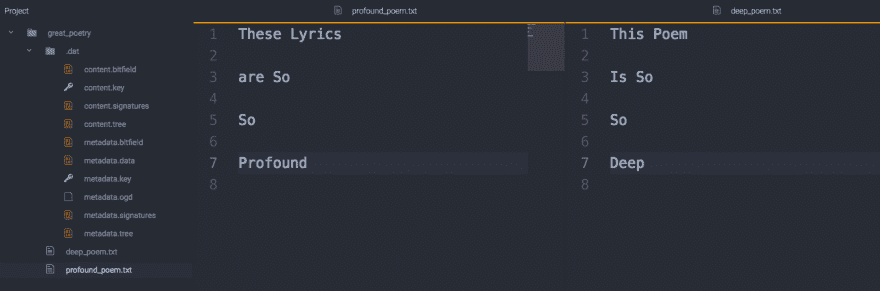 Project
great_poetry
.dat
content.bitfield
content.key
content.signatures
content.tree
metadata.bitfield
metadata.data
metadata.key
metadata.ogd
metadata.signatures
metadata.tree
deep_poem.txt
profound_poem.txt
profound_poem.txt
1 These Lyrics
2
3 are So
4
5 So
6
7 Profound
8
deep_poem.txt
1 This Poem
2
3 Is So
4
5 So
6
7 Deep
8